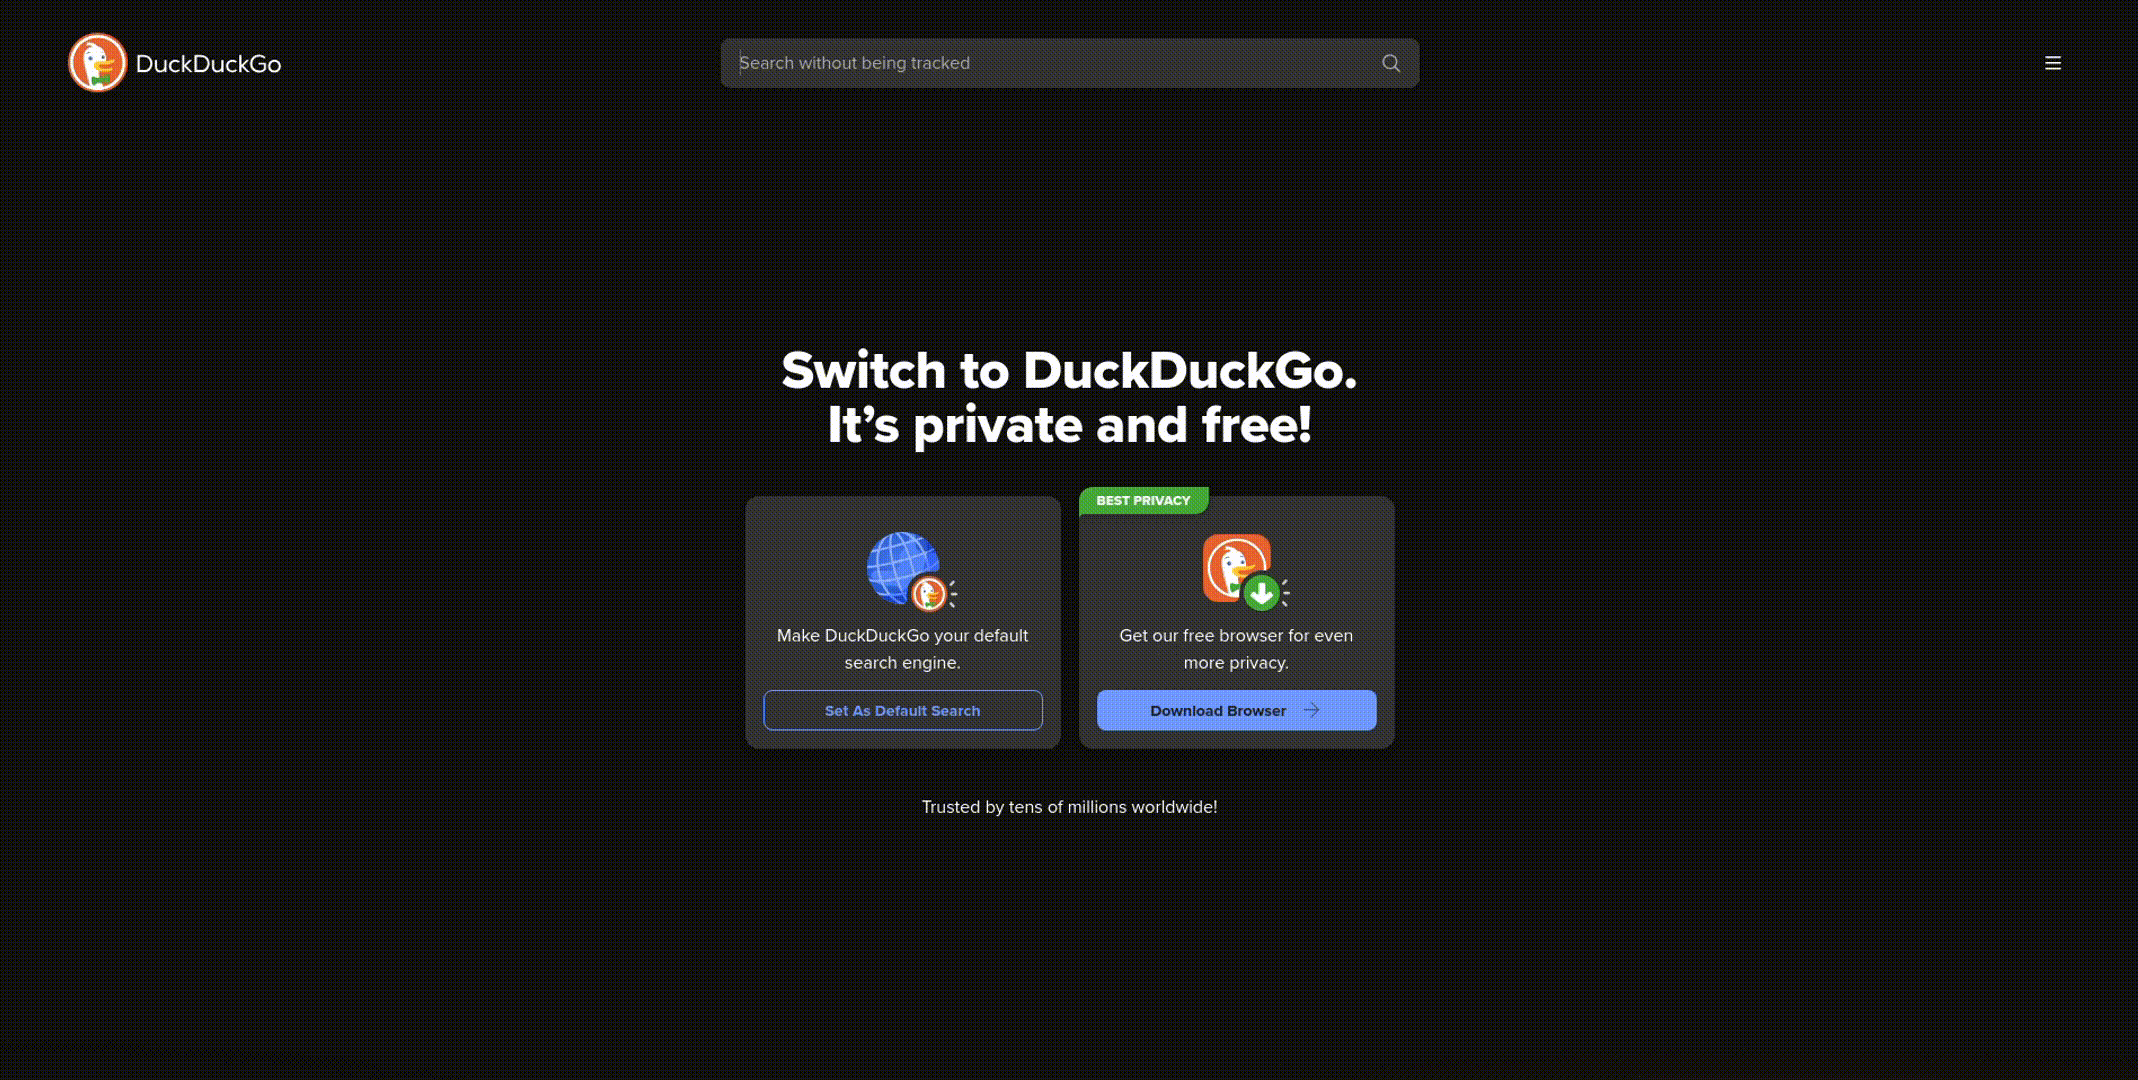 DuckDuckGo
Search without being tracked
Switch to DuckDuckGo.
It’s private and free!
Make DuckDuckGo your default
search engine.
Set As Default Search
BEST PRIVACY
Get our free browser for even
more privacy.
Download Browser
Trusted by tens of millions worldwide!